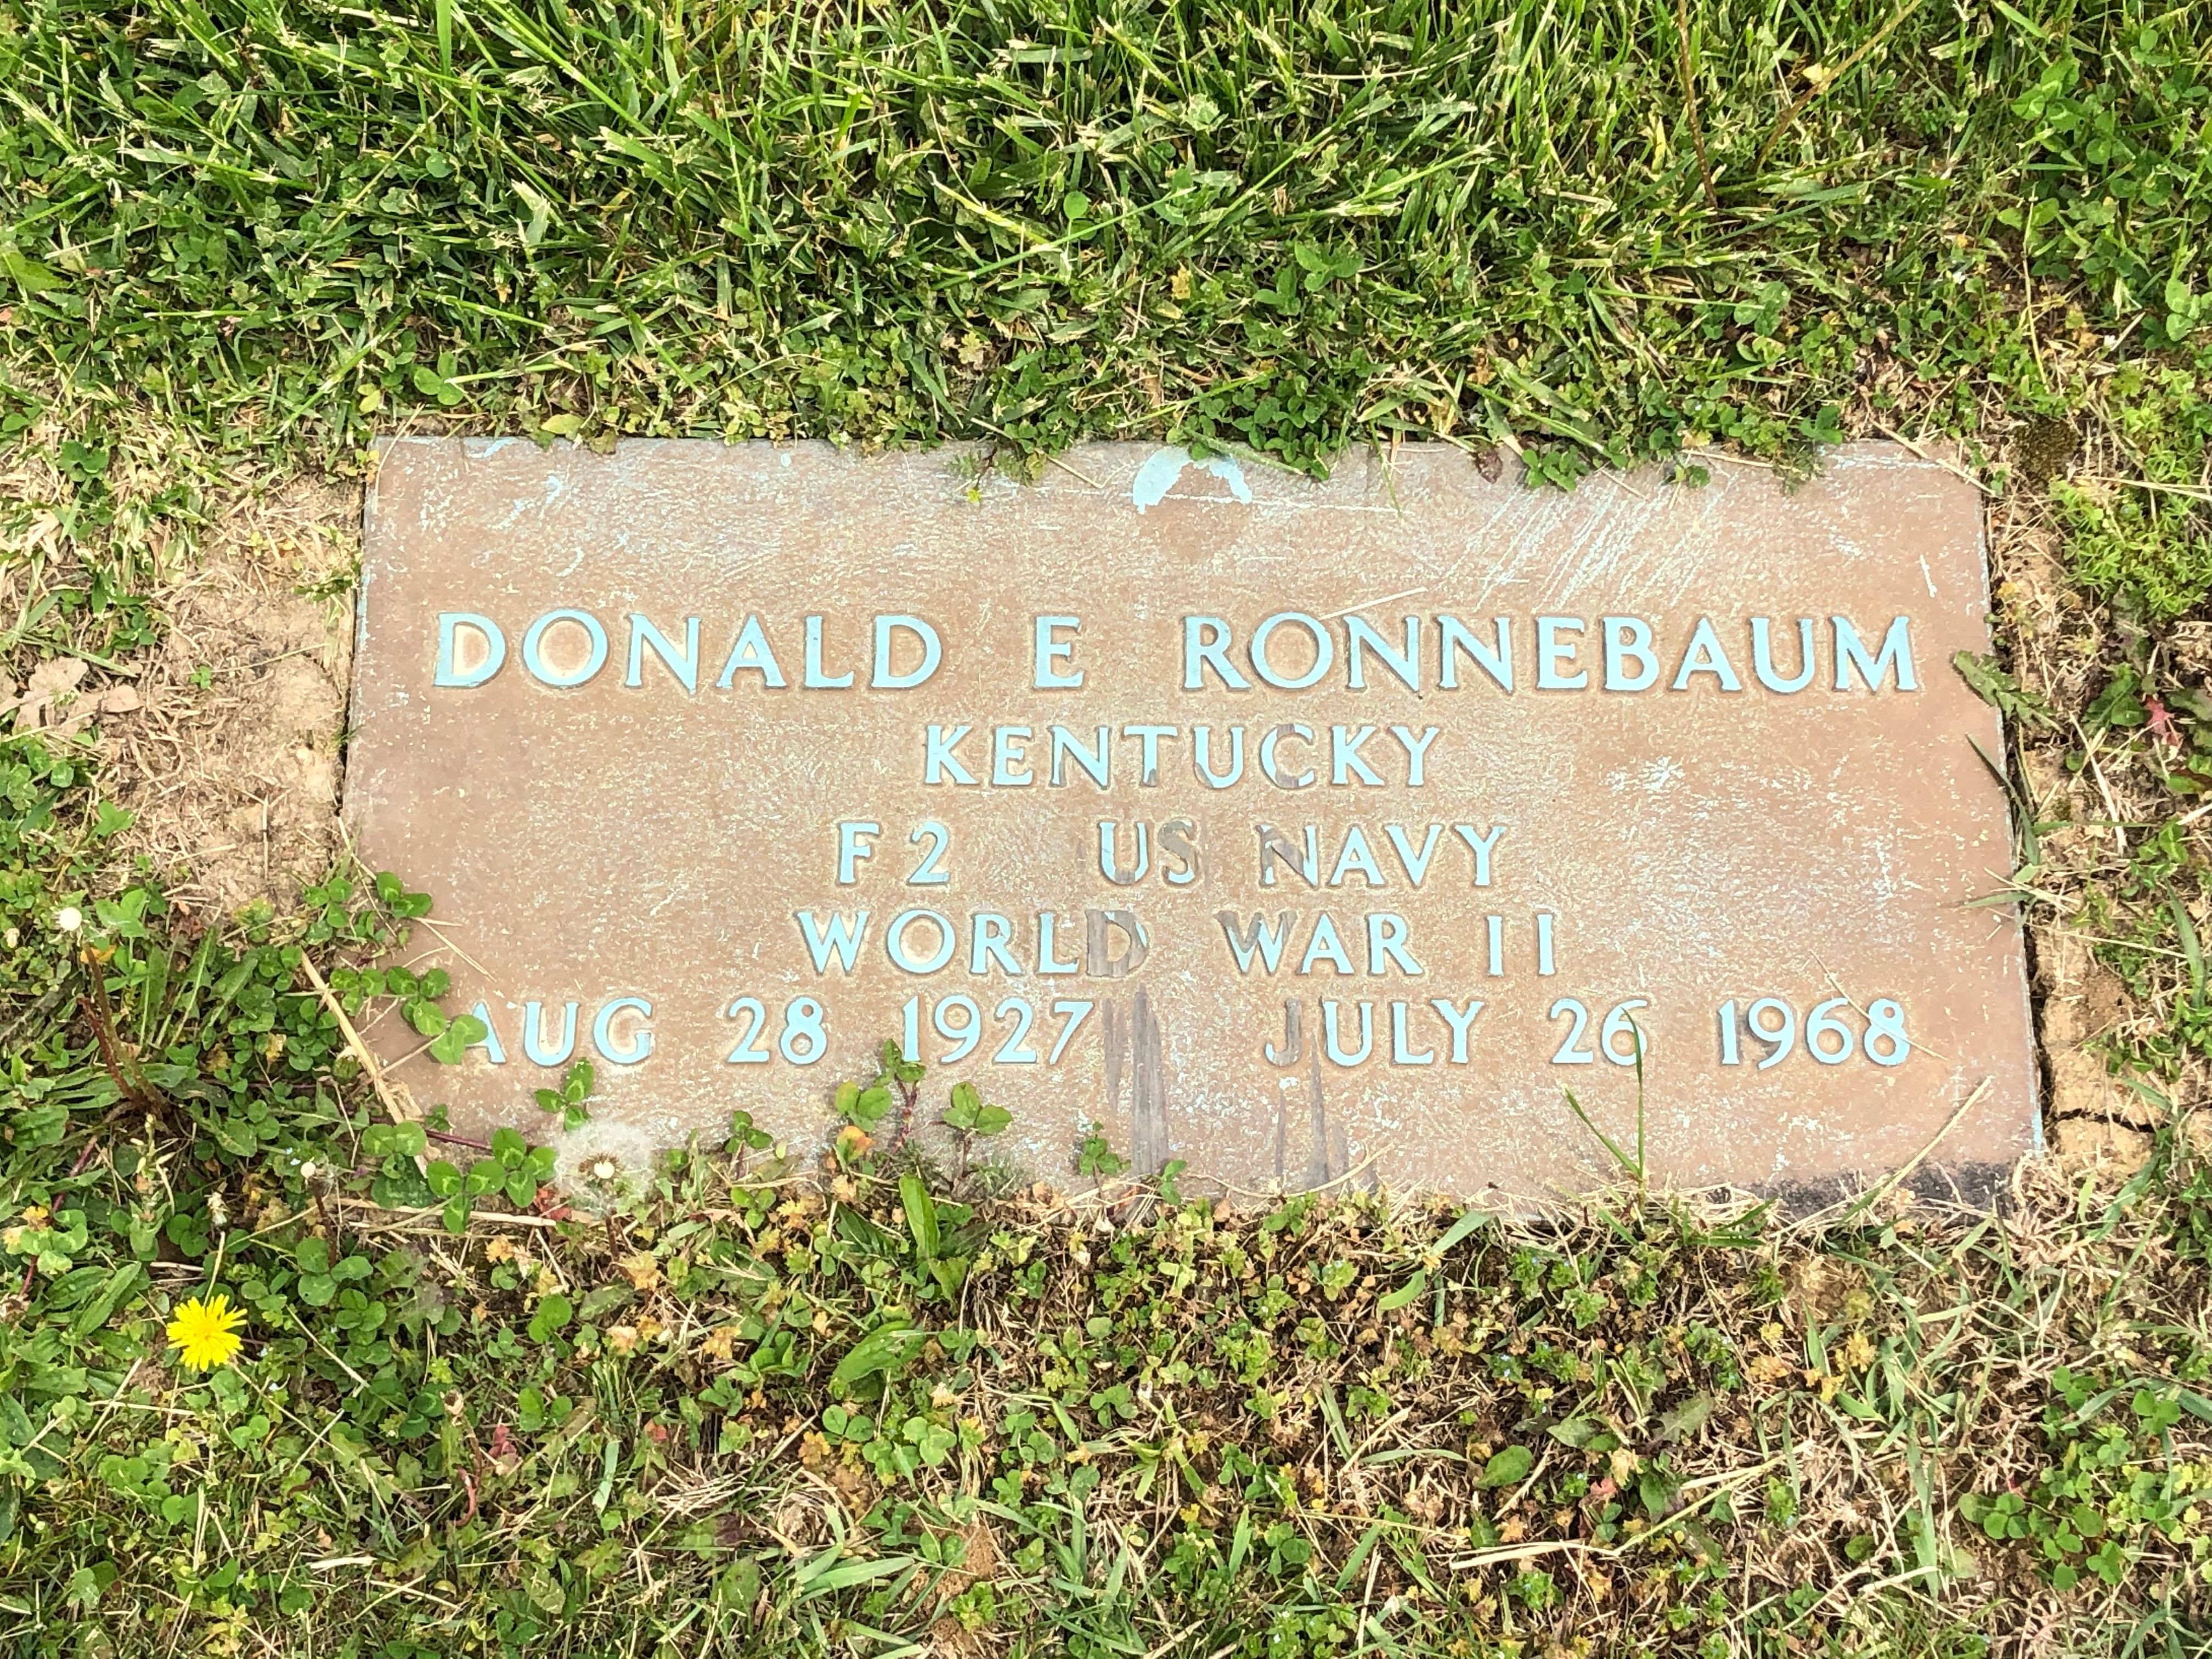 DONALD E RONNEBAUM
KENTUCKY
F2 US NAVY
WORLD WAR II
AUG 28 1927 JULY 26 1968